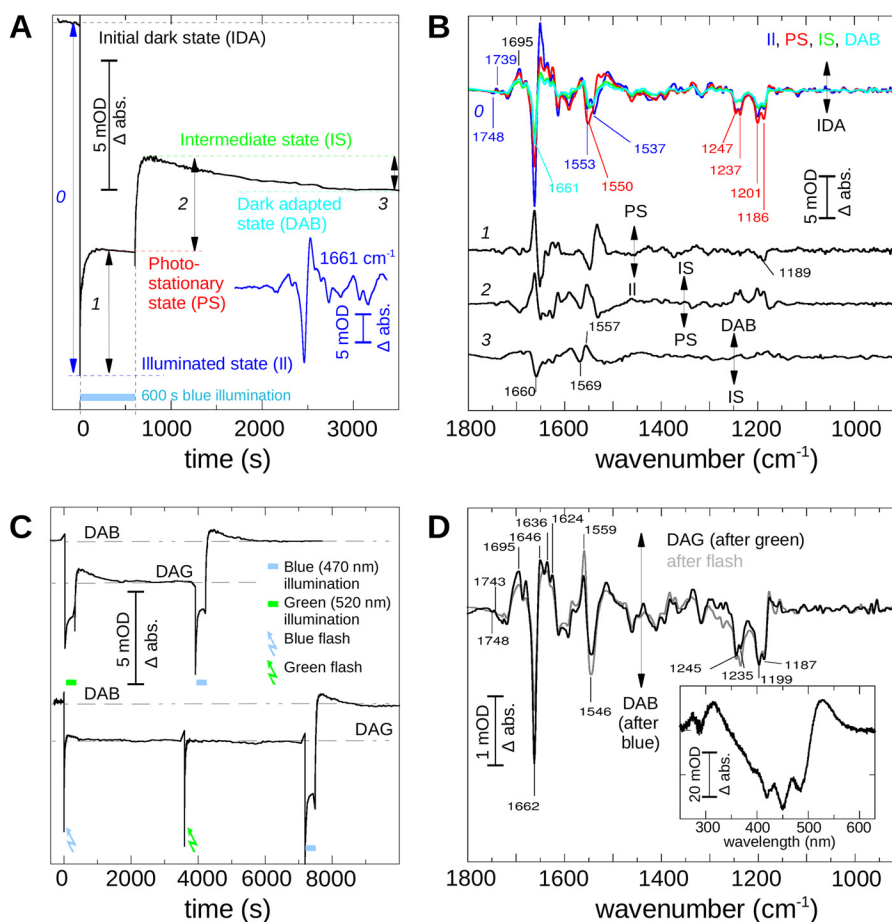 A
Initial dark state (IDA)
5 mOD
Δ abs.
Intermediate state (IS)
0
2
3
Dark adapted
state (DAB)
Photo-
stationary
state (PS)
1661 cm-1
5 mOD
Δ abs.
1
Illuminated state (II)
600 s blue illumination
0
1000
2000
3000
time (s)
B
II, PS, IS, DAB
1739
1695
0
1748
IDA
1661
1553
1550
1537
1247
1237
1201
1186
5 mOD
Δ abs.
1
PS
II
1189
2
IS
PS
3
1557
DAB
IS
1660
1569
1800
1600
1400
1200
1000
wavenumber (cm-1)
C
DAB
DAG
5 mOD
Δ abs.
Blue (470 nm)
illumination
Green (520 nm)
illumination
Blue flash
Green flash
DAB
DAG
0
2000
4000
6000
8000
time (s)
D
1636
1624
1646
1695
1559
1743
1748
DAG (after green)
after flash
1245
1235
1187
1199
1546
DAB
(after
blue)
1 mOD
Δ abs.
1662
20 mOD
Δ abs.
300
400
500
600
wavelength (nm)
1800
1600
1400
1200
1000
wavenumber (cm-1)